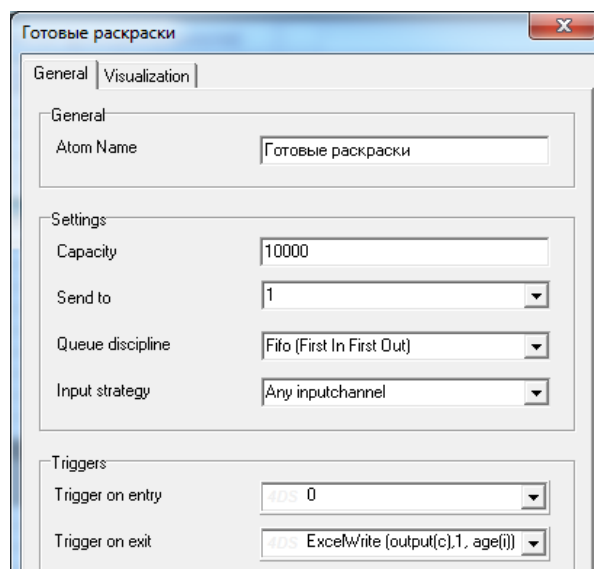 Готовые раскраски
General Visualization
General
Atom Name Готовые раскраски
Settings
Capacity 10000
Send to 1
Queue discipline Fifo (First In First Out)
Input strategy Any inputchannel
Triggers
Trigger on entry 4DS 0
Trigger on exit 4DS ExcelWrite (output(c),1, age(i))